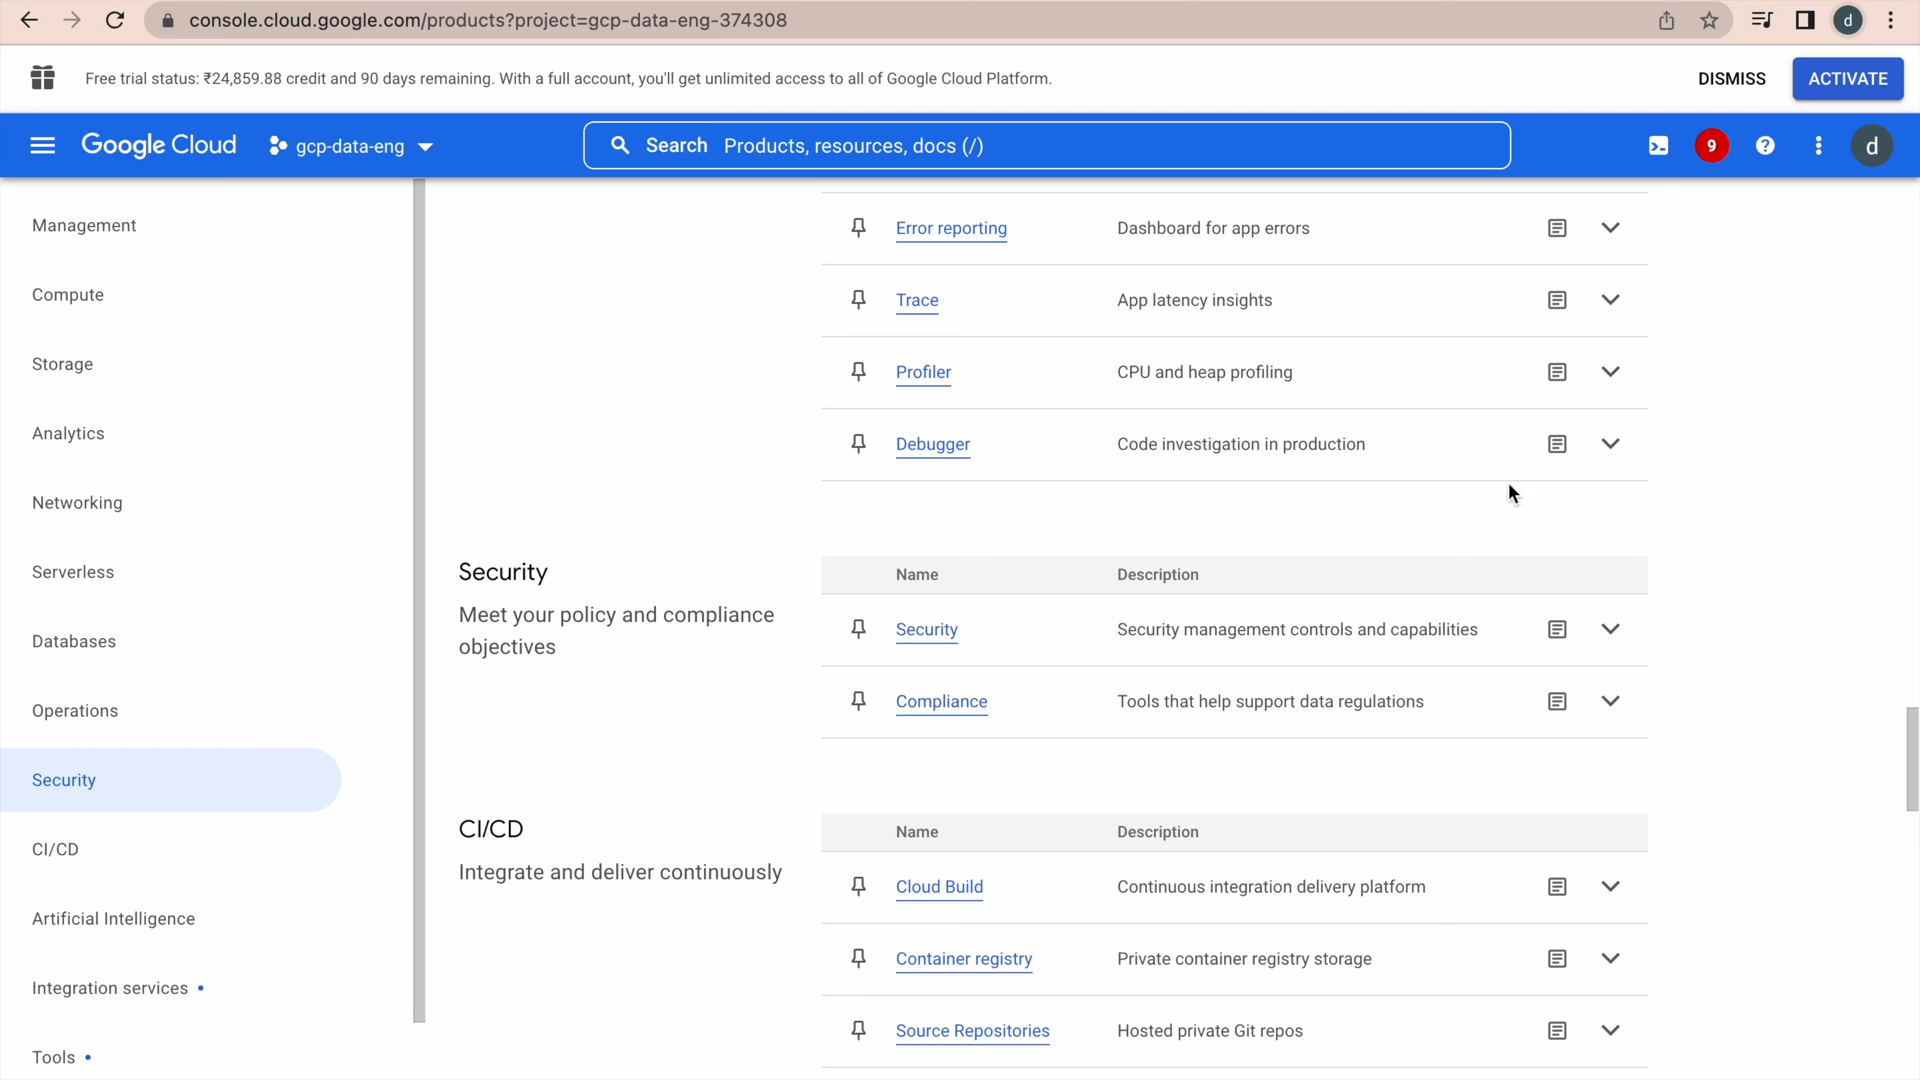 console.cloud.google.com/products?project=gcp-data-eng-374308
d
Free trial status: ₹24,859.88 credit and 90 days remaining. With a full account, you'll get unlimited access to all of Google Cloud Platform.
DISMISS
ACTIVATE
Google Cloud
gcp-data-eng
Search Products, resources, docs (/)
9
d
Management
Compute
Storage
Analytics
Networking
Serverless
Databases
Operations
Security
CI/CD
Artificial Intelligence
Integration services
Tools
Error reporting Dashboard for app errors
Trace App latency insights
Profiler CPU and heap profiling
Debugger Code investigation in production
Security
Meet your policy and compliance
objectives
Name Description
Security Security management controls and capabilities
Compliance Tools that help support data regulations
CI/CD
Integrate and deliver continuously
Name Description
Cloud Build Continuous integration delivery platform
Container registry Private container registry storage
Source Repositories Hosted private Git repos